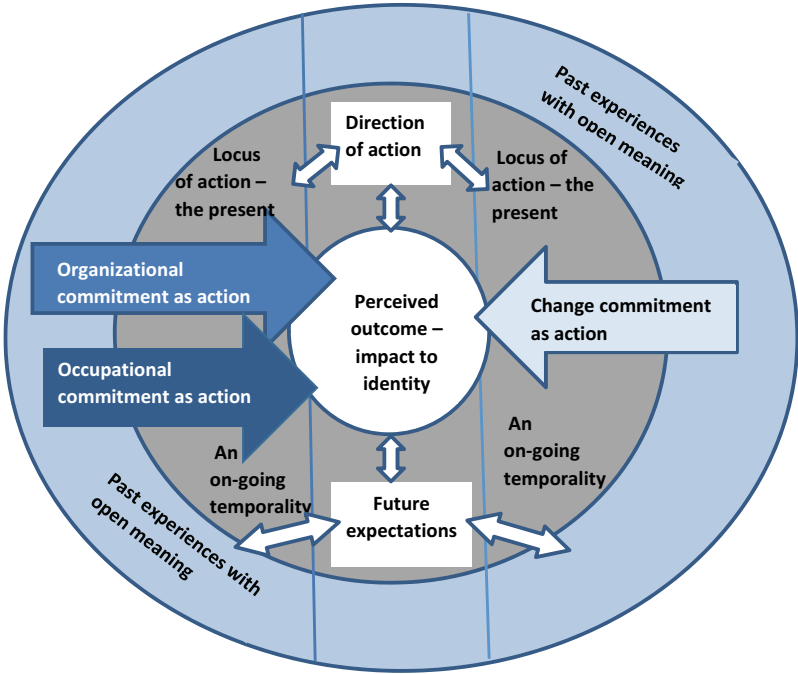 Past experiences
with open meaning
Direction
of action
Locus
of action –
the present
Locus of
action – the
present
Organizational
commitment as action
Perceived
outcome –
impact to
identity
Change commitment
as action
Occupational
commitment as action
An
on-going
temporality
An
on-going
temporality
Past experiences with
open meaning
Future
expectations